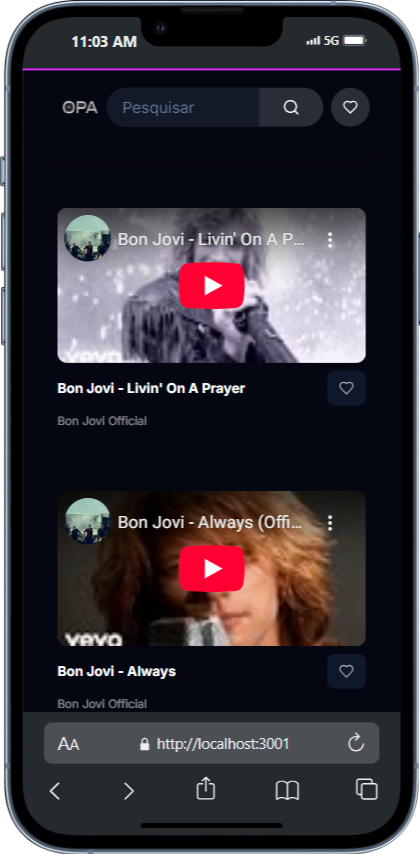 11:03 AM
5G
OPA
Pesquisar
Bon Jovi - Livin' On A P...
vevo
Bon Jovi - Livin' On A Prayer
Bon Jovi Official
Bon Jovi - Always (Offi...
vevo
Bon Jovi - Always
Bon Jovi Official
AA
http://localhost:3001